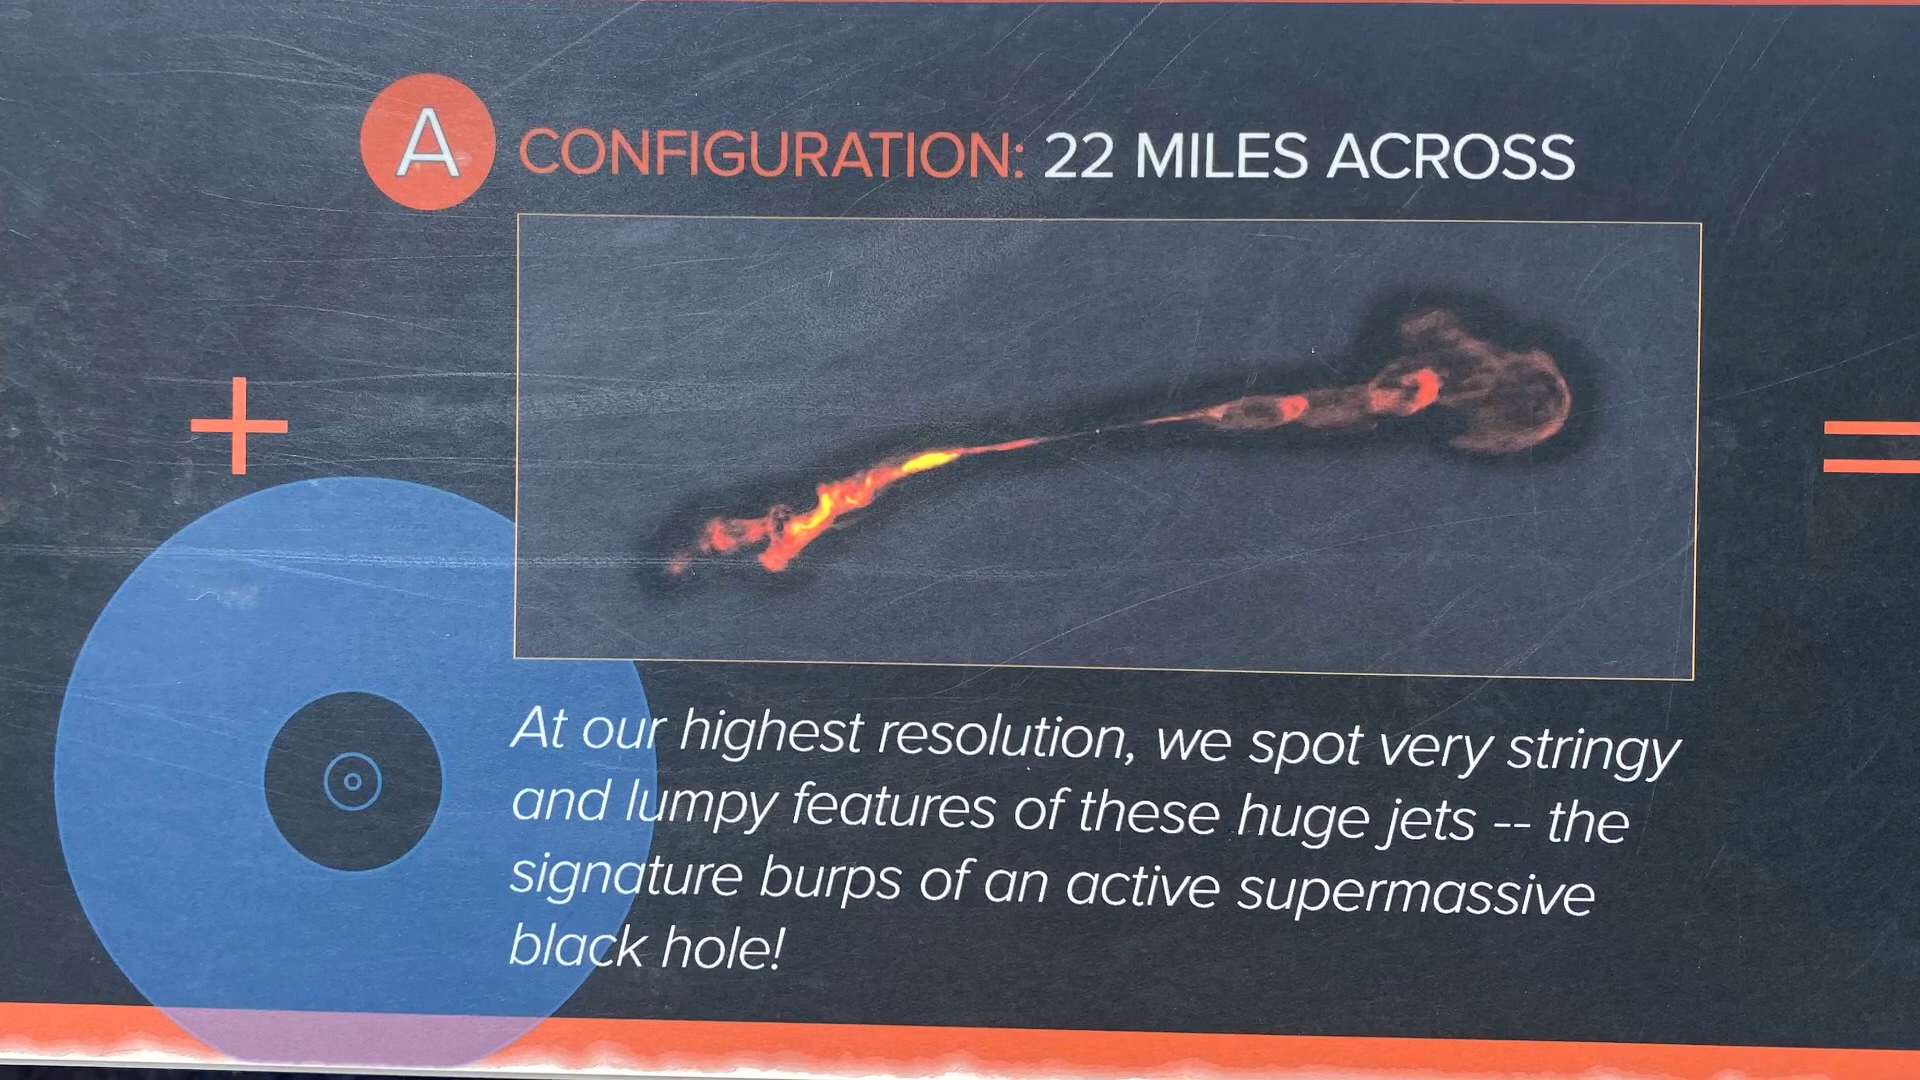 A CONFIGURATION: 22 MILES ACROSS
+
=
At our highest resolution, we spot very stringy
and lumpy features of these huge jets -- the
signature burps of an active supermassive
black hole!